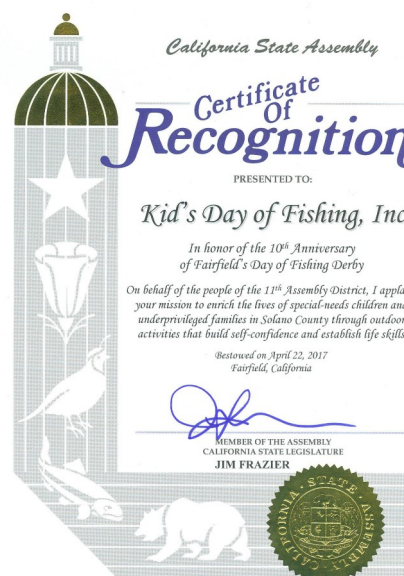 California State Assembly
Certificate
Of
Recognition
PRESENTED TO:
Kid's Day of Fishing, Inc
In honor of the 10th Anniversary
of Fairfield's Day of Fishing Derby
On behalf of the people of the 11th Assembly District, I appla
your mission to enrich the lives of special-needs children and
underprivileged families in Solano County through outdoor
activities that build self-confidence and establish life skills
Bestowed on April 22, 2017
Fairfield, California
MEMBER OF THE ASSEMBLY
CALIFORNIA STATE LEGISLATURE
JIM FRAZIER
CALIFORNIA STATE ASSEMBLY